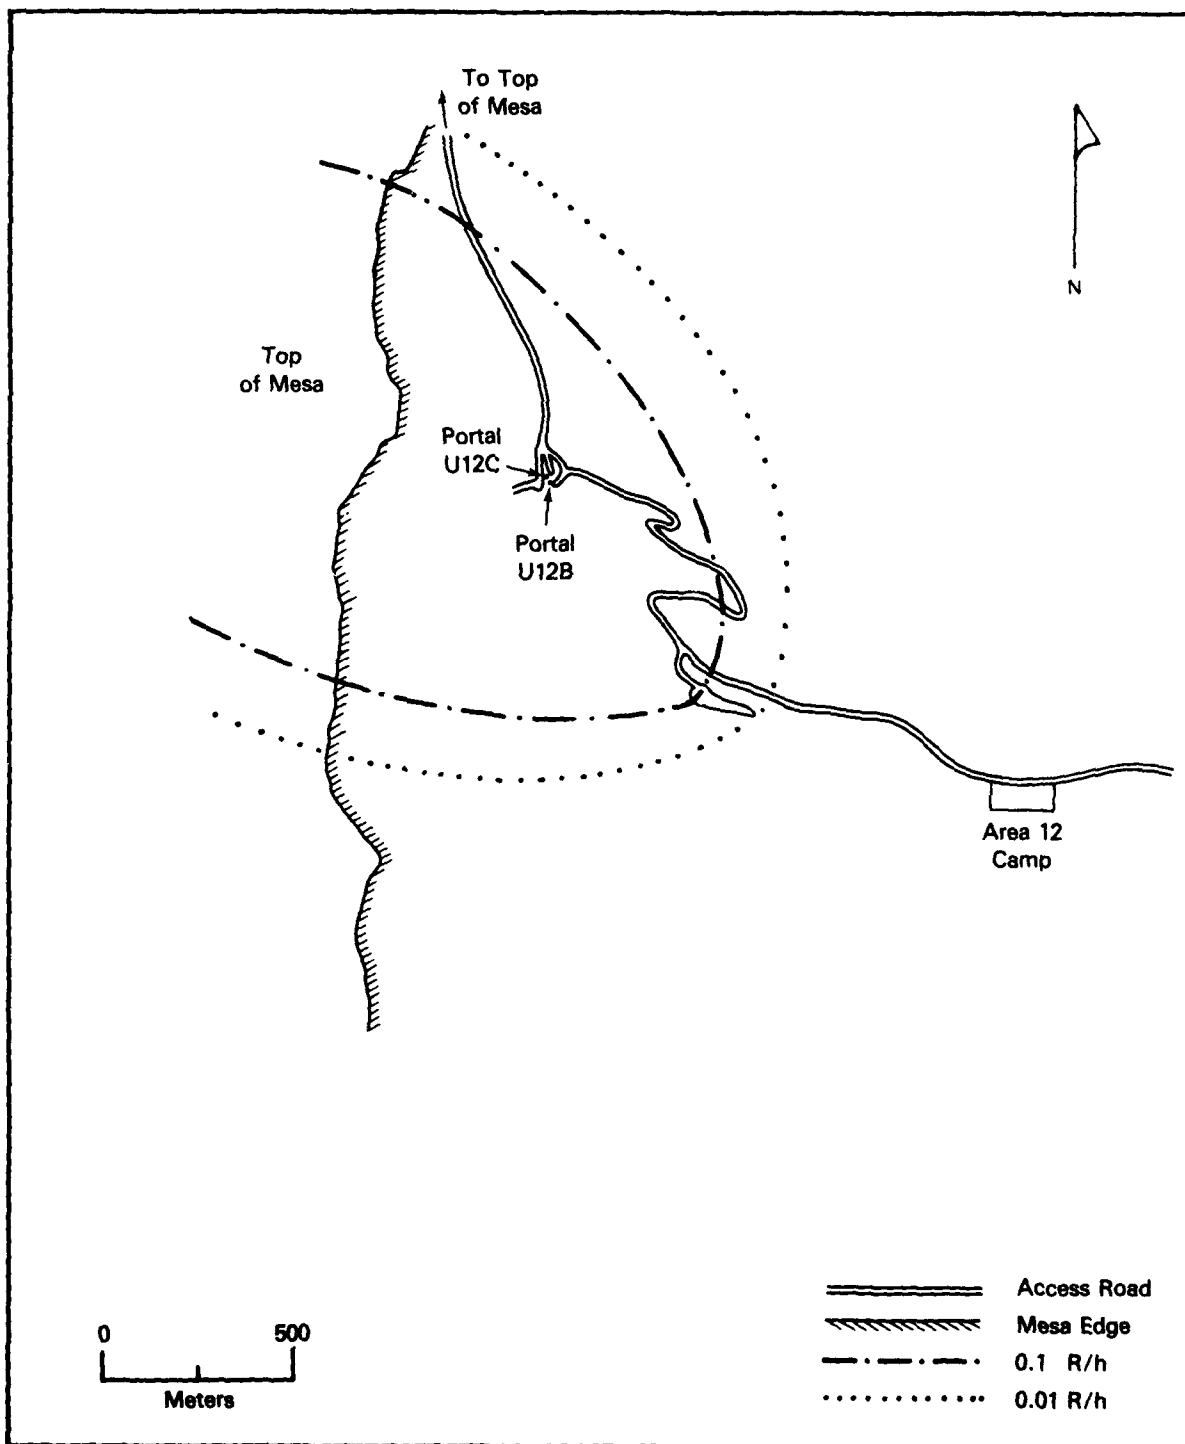 To Top
of Mesa
N
Top
of Mesa
Portal
U12C
Portal
U12B
Area 12
Camp
0 500
Meters
Access Road
Mesa Edge
0.1 R/h
0.01 R/h